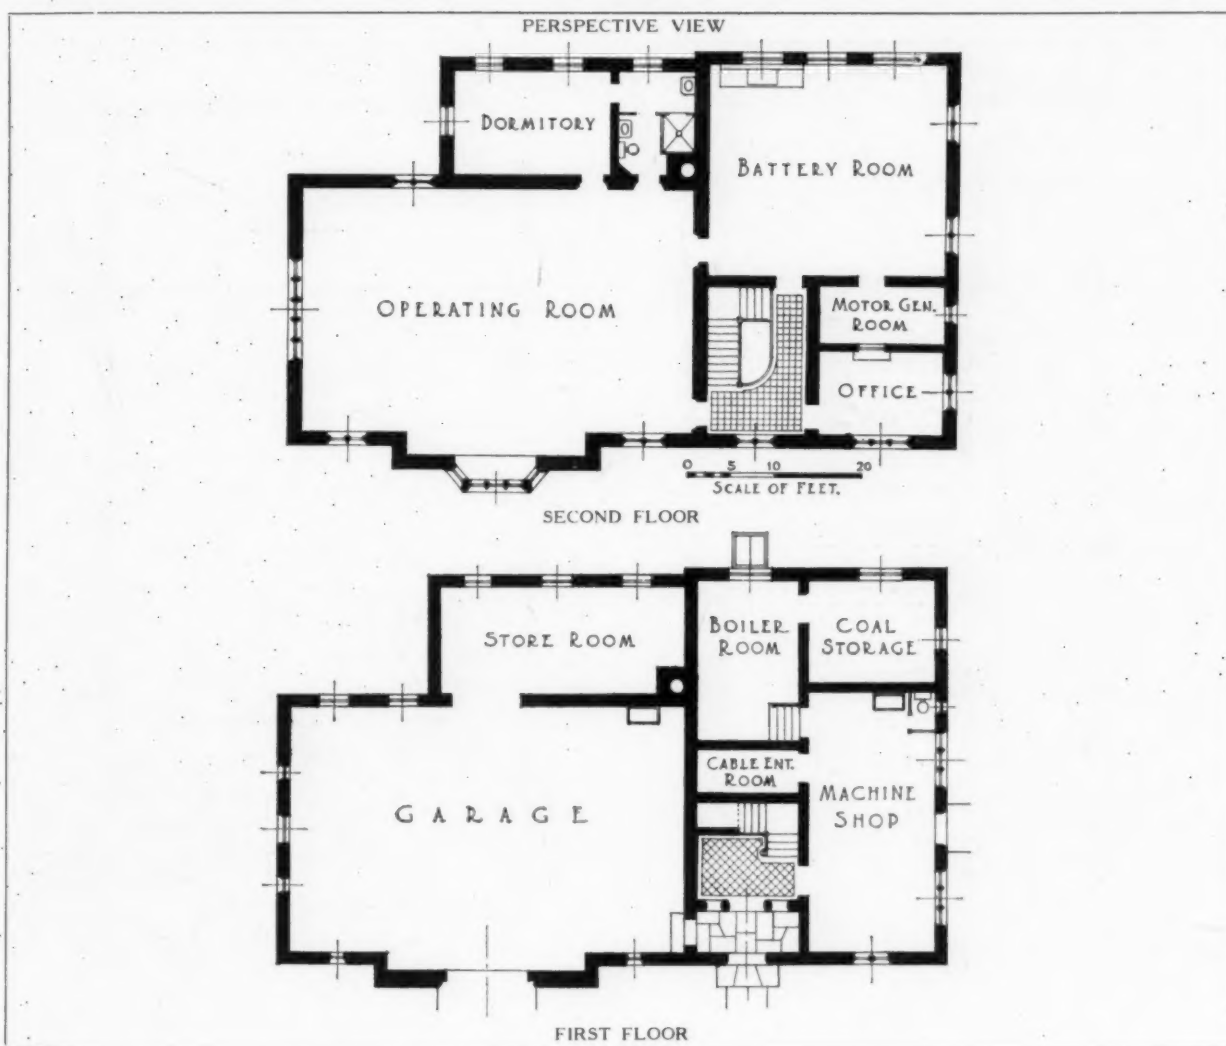 PERSPECTIVE VIEW
DORMITORY
BATTERY ROOM
OPERATING ROOM
MOTOR GEN.
ROOM
OFFICE
0 5 10 20
SCALE OF FEET.
SECOND FLOOR
STORE ROOM
BOILER
ROOM
COAL
STORAGE
CABLE ENT.
ROOM
MACHINE
SHOP
GARAGE
FIRST FLOOR